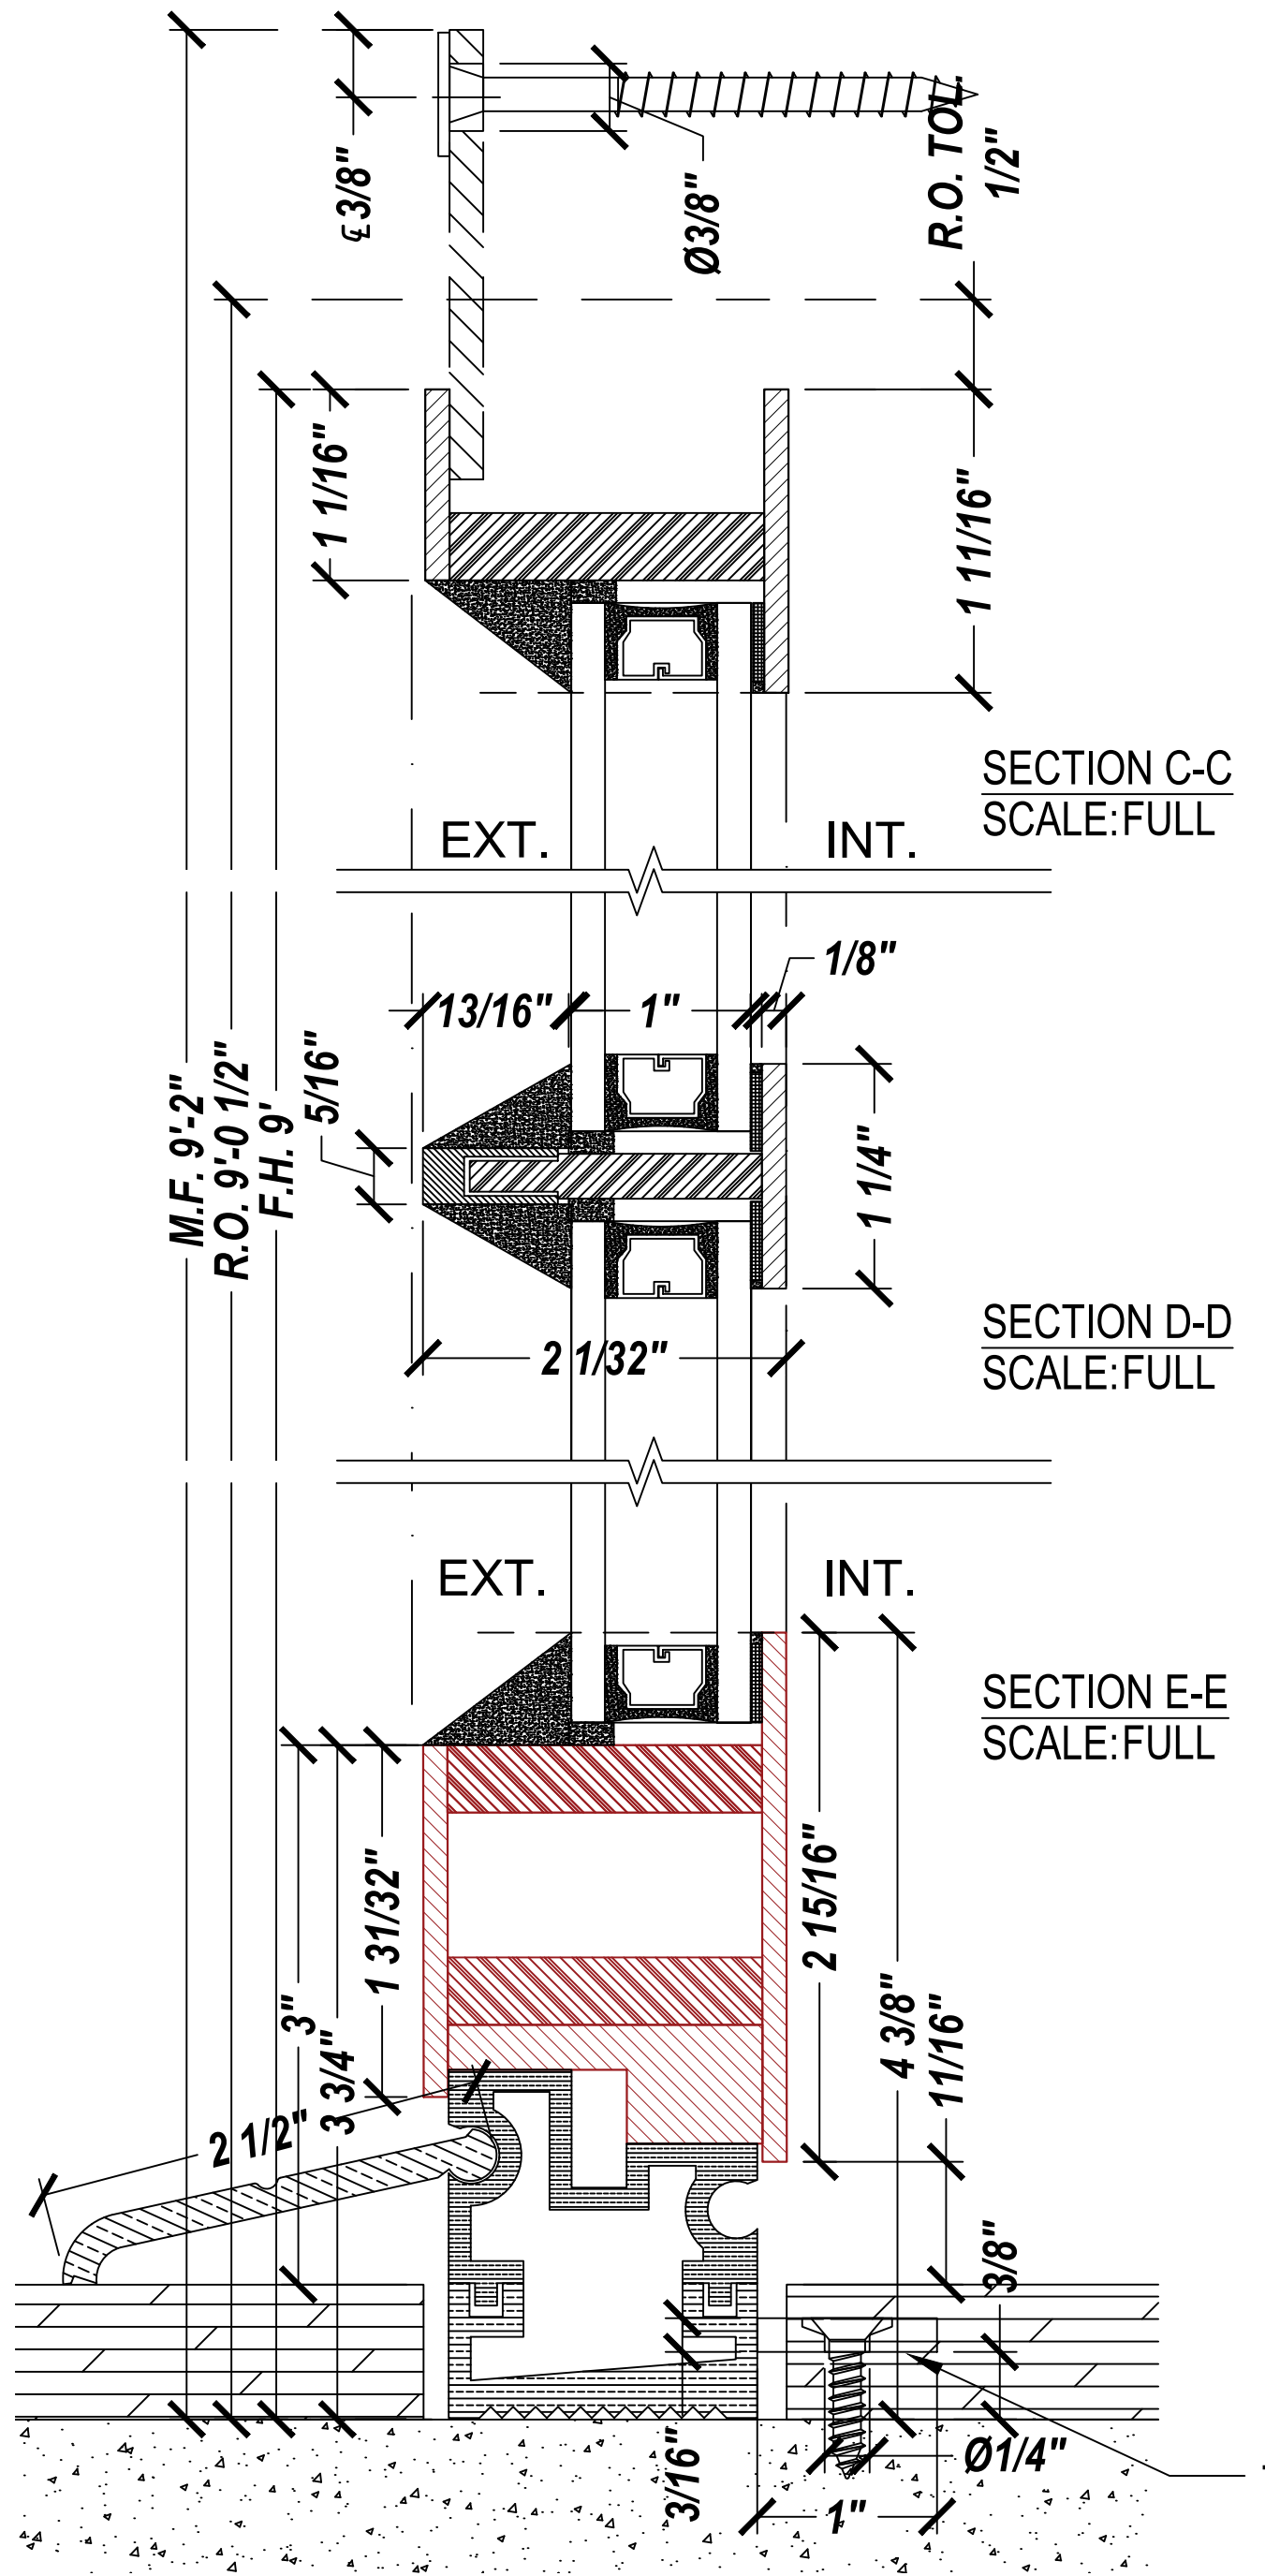 ℄ 3/8"
Ø3/8"
R.O. TOL.
1/2"
1 1/16"
1 11/16"
SECTION C-C
SCALE:FULL
EXT.
INT.
1/8"
13/16"
1"
5/16"
M.F. 9'-2"
R.O. 9'-0 1/2"
F.H. 9'
1 1/4"
SECTION D-D
SCALE:FULL
2 1/32"
EXT.
INT.
SECTION E-E
SCALE:FULL
2 15/16"
1 31/32"
4 3/8"
11/16"
3"
3 3/4"
2 1/2"
3/8"
3/16"
Ø1/4"
1"